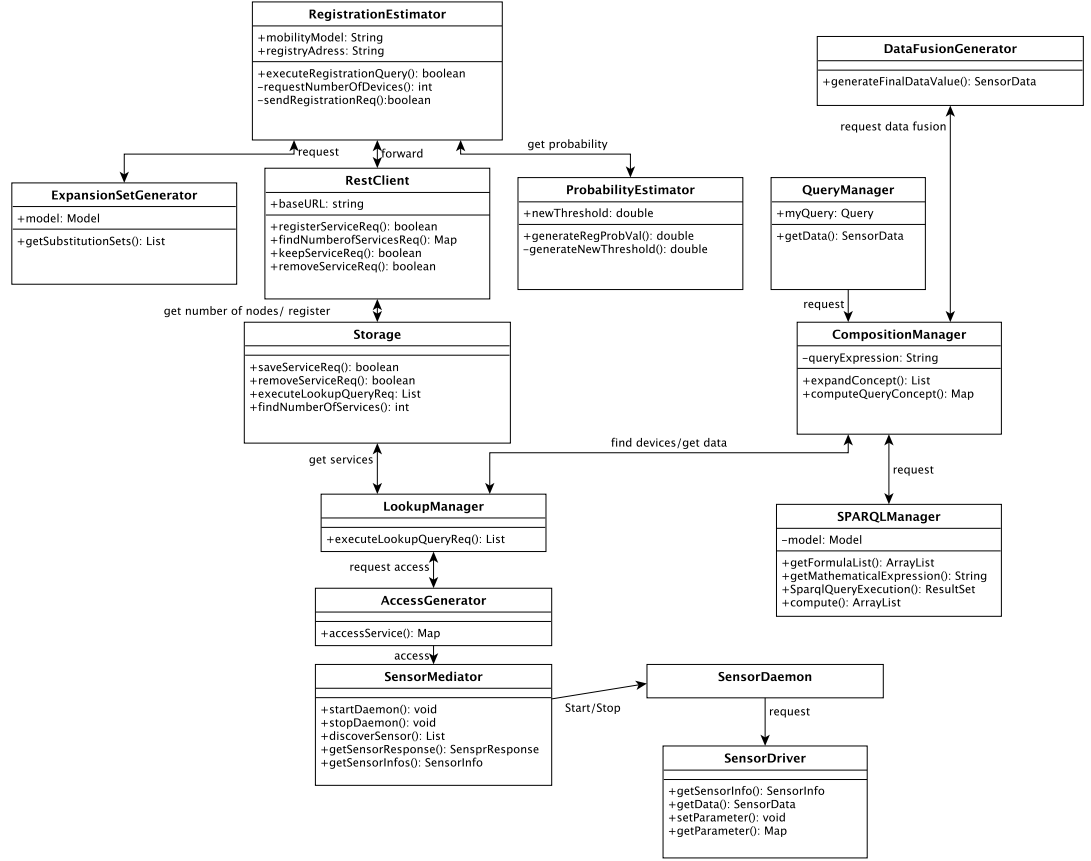 RegistrationEstimator
+mobilityModel: String
+registryAdress: String
+executeRegistrationQuery(): boolean
-requestNumberOfDevices(): int
-sendRegistrationReq():boolean
DataFusionGenerator
+generateFinalDataValue(): SensorData
request data fusion
request
forward
get probability
ExpansionSetGenerator
+model: Model
+getSubstitutionSets(): List
RestClient
+baseURL: string
+registerServiceReq(): boolean
+findNumberofServicesReq(): Map
+keepServiceReq(): boolean
+removeServiceReq(): boolean
ProbabilityEstimator
+newThreshold: double
+generateRegProbVal(): double
-generateNewThreshold(): double
QueryManager
+myQuery: Query
+getData(): SensorData
request
get number of nodes/ register
Storage
+saveServiceReq(): boolean
+removeServiceReq(): boolean
+executeLookupQueryReq: List
+findNumberOfServices(): int
CompositionManager
-queryExpression: String
+expandConcept(): List
+computeQueryConcept(): Map
find devices/get data
get services
request
LookupManager
+executeLookupQueryReq(): List
SPARQLManager
-model: Model
+getFormulaList(): ArrayList
+getMathematicalExpression(): String
+SparqlQueryExecution(): ResultSet
+compute(): ArrayList
request access
AccessGenerator
+accessService(): Map
access
SensorMediator
+startDaemon(): void
+stopDaemon(): void
+discoverSensor(): List
+getSensorResponse(): SensprResponse
+getSensorInfos(): SensorInfo
Start/Stop
SensorDaemon
request
SensorDriver
+getSensorInfo(): SensorInfo
+getData(): SensorData
+setParameter(): void
+getParameter(): Map